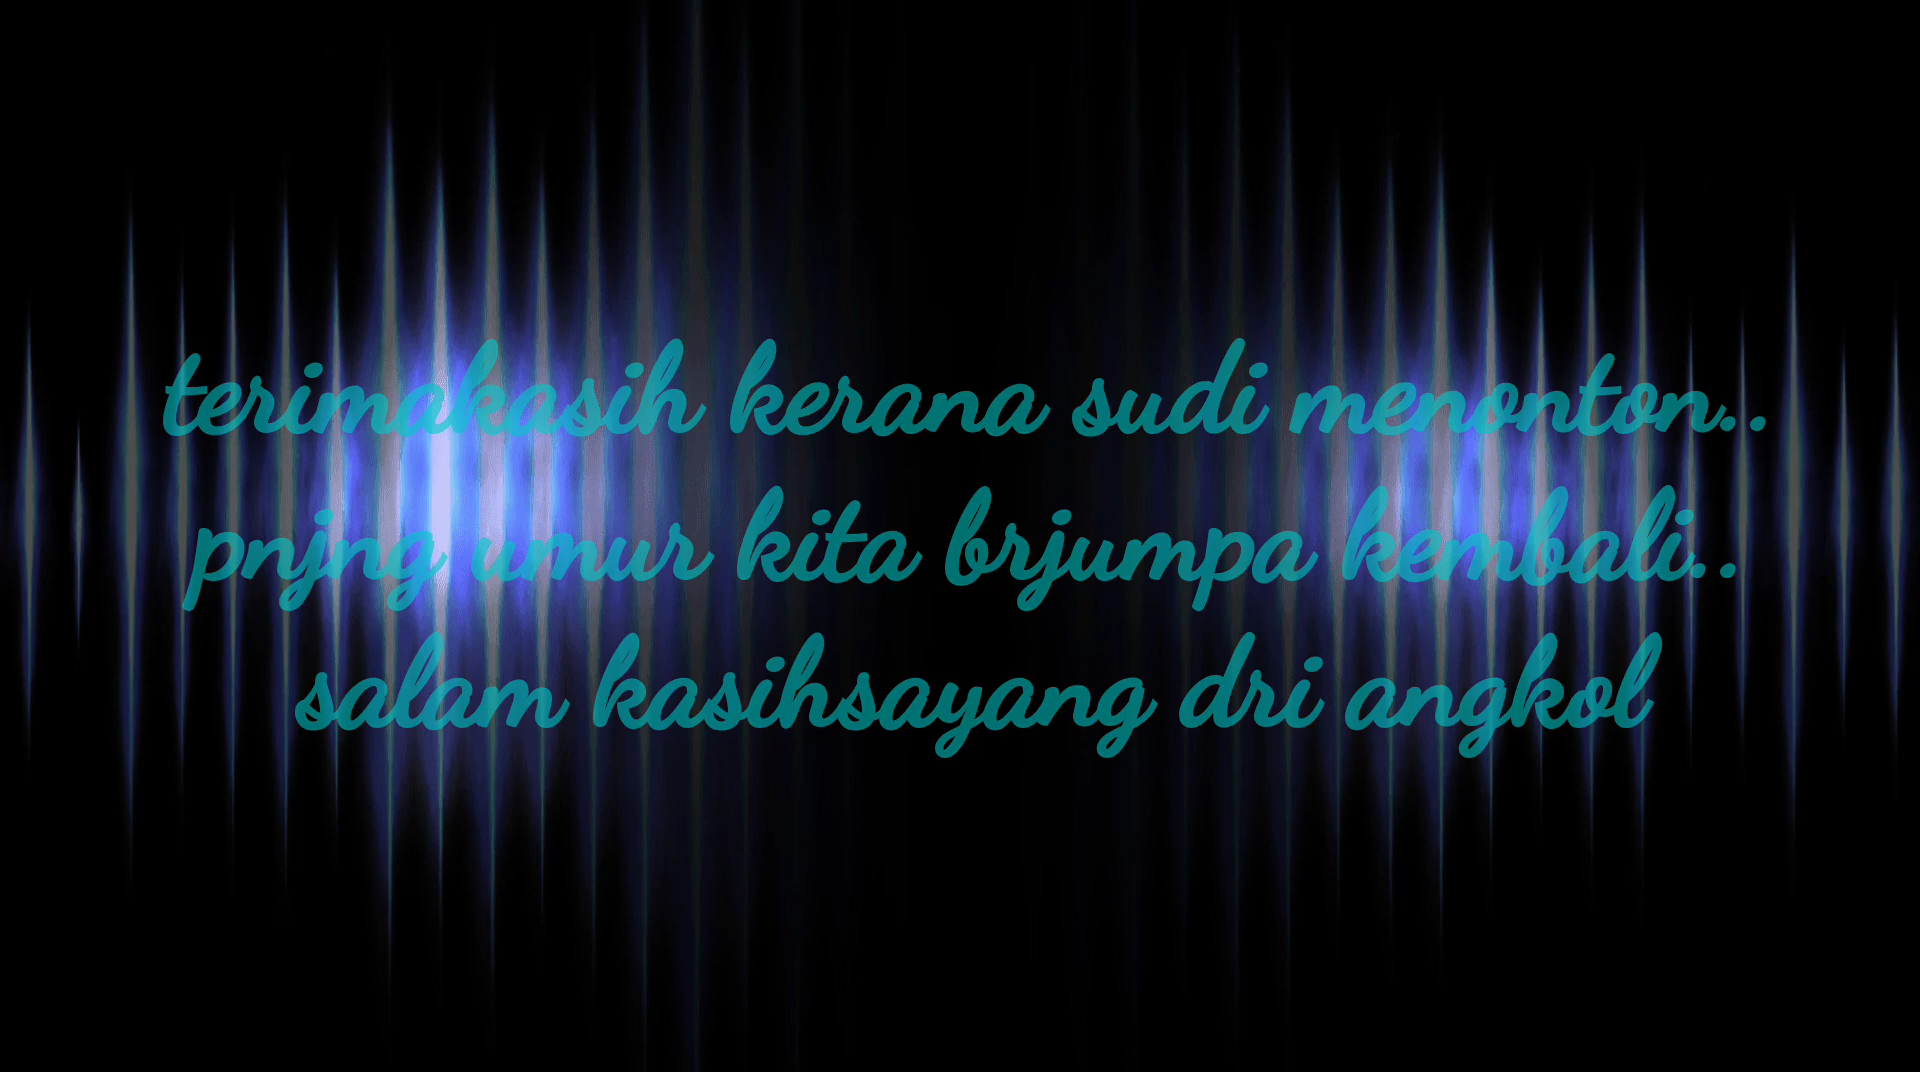 terimakasih kerana sudi menonton..
pnjng umur kita brjumpa kembali..
salam kasihsayang dri angkol